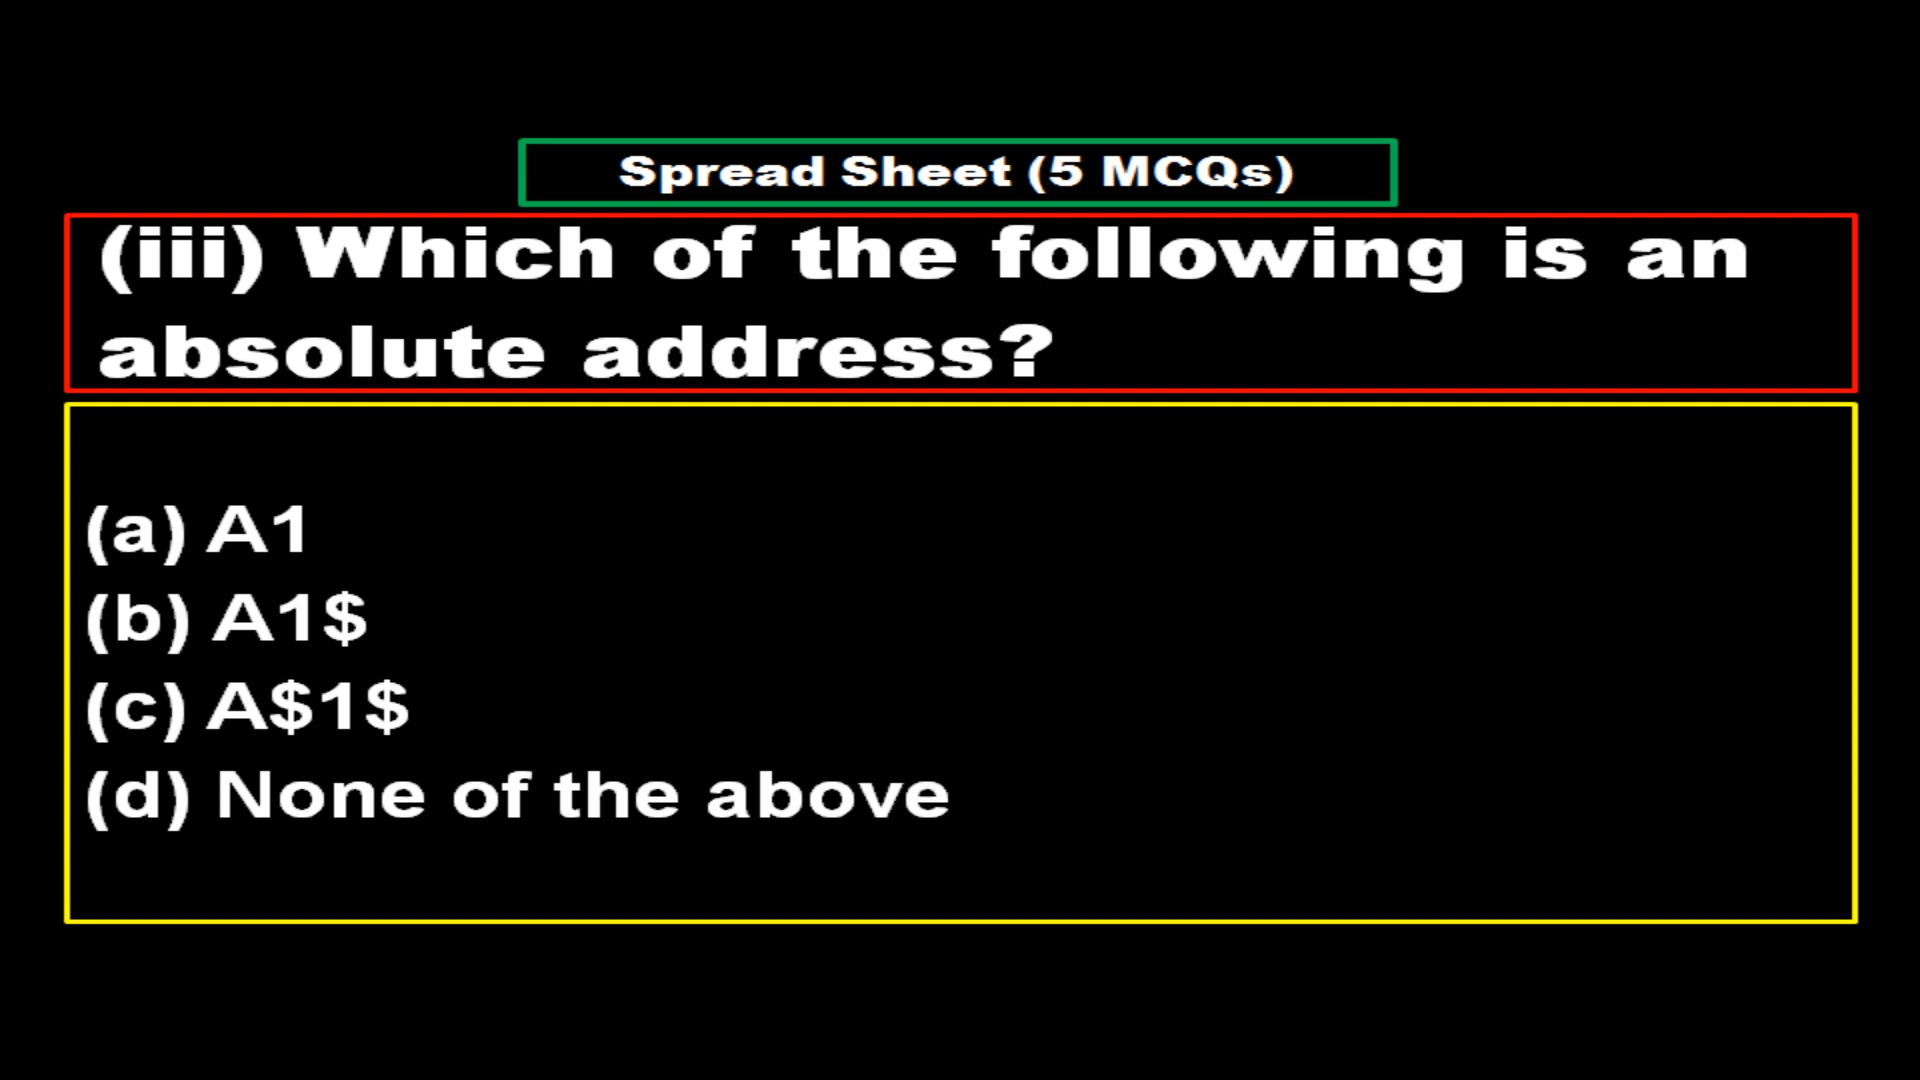 Spread Sheet (5 MCQs)
(iii) Which of the following is an
absolute address?
(a) A1
(b) A1$
(c) A$1$
(d) None of the above